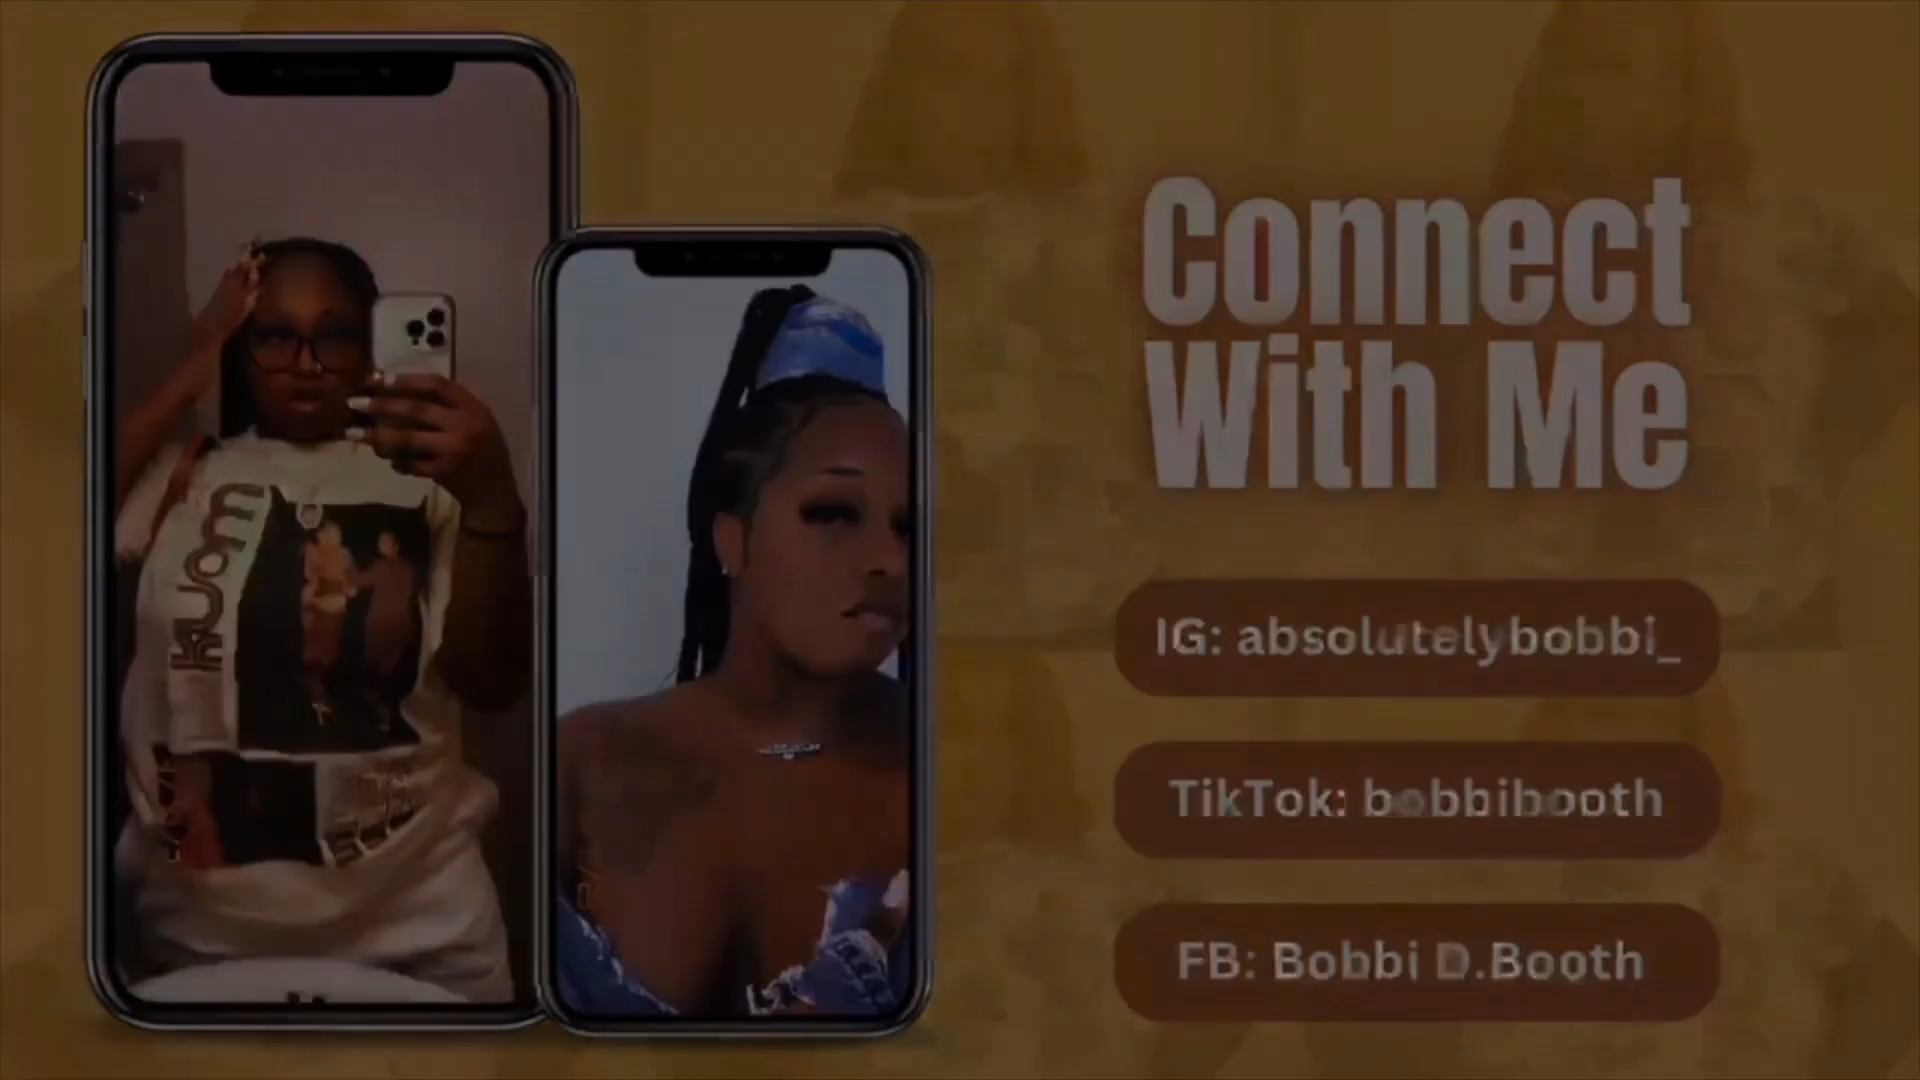 Connect
With Me
IG: absolutelybobbi_
TikTok: bobbibooth
FB: Bobbi D.Booth